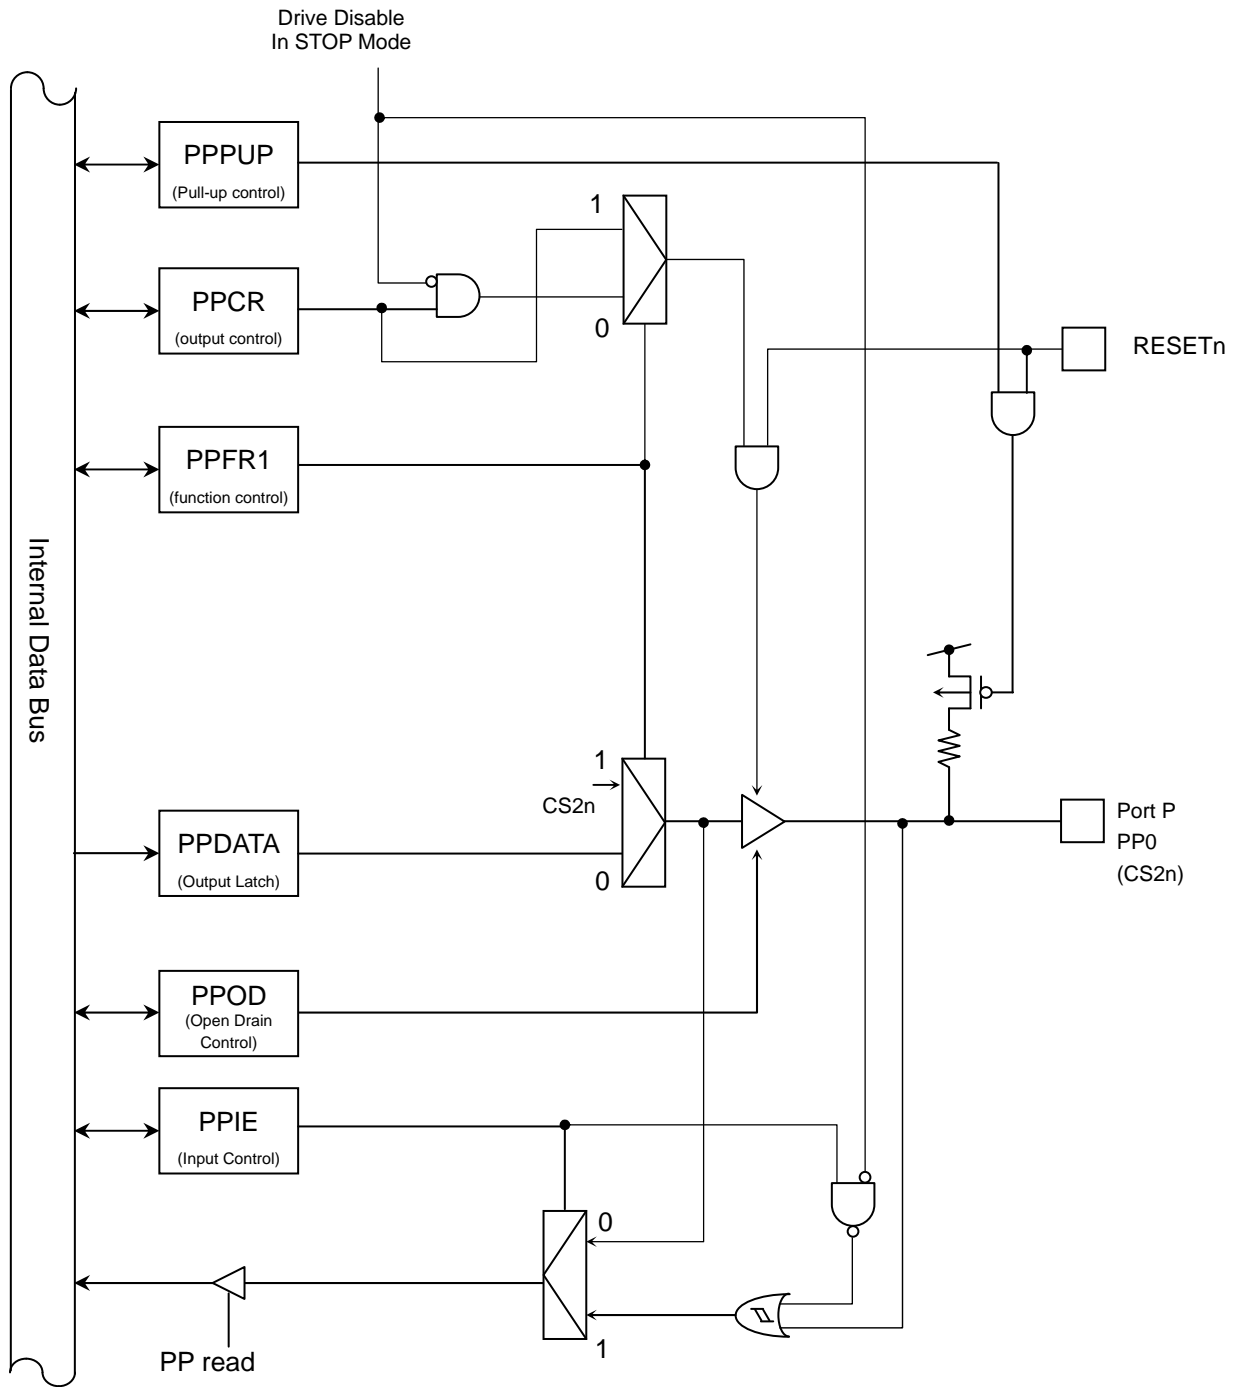 Drive Disable
In STOP Mode
PPPUP
(Pull-up control)
1
PPCR
(output control)
0
RESETn
PPFR1
(function control)
Internal Data Bus
1
CS2n
PPDATA
(Output Latch)
0
Port P
PP0
(CS2n)
PPOD
(Open Drain
Control)
PPIE
(Input Control)
0
1
PP read